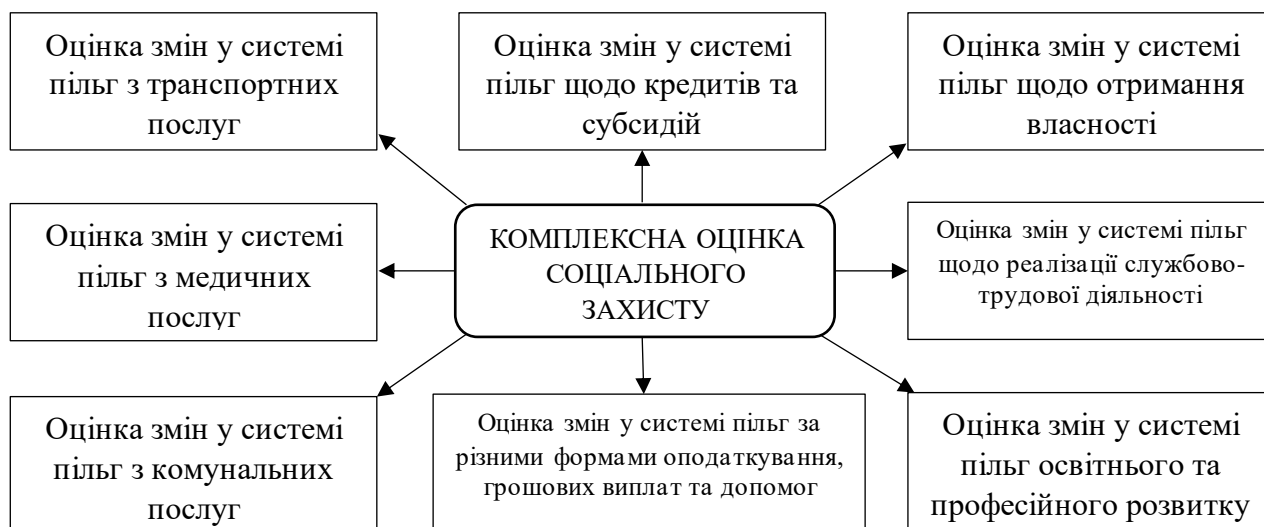 Оцінка змін у системі
пільг з транспортних
послуг
Оцінка змін у системі
пільг щодо кредитів та
субсидій
Оцінка змін у системі
пільг щодо отримання
власності
Оцінка змін у системі
пільг з медичних
послуг
КОМПЛЕКСНА ОЦІНКА
СОЦІАЛЬНОГО
ЗАХИСТУ
Оцінка змін у системі пільг
щодо реалізації службово-
трудової діяльності
Оцінка змін у системі
пільг з комунальних
послуг
Оцінка змін у системі пільг за
різними формами оподаткування,
грошових виплат та допомог
Оцінка змін у системі
пільг освітнього та
професійного розвитку